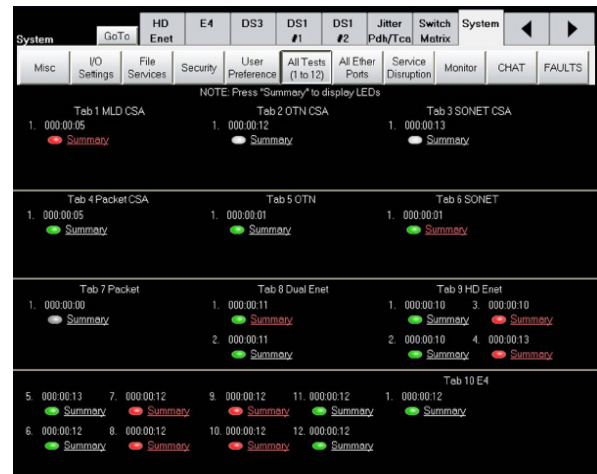 System GoTo HD Enet E4 DS3 DS1 #1 DS1 #2 Jitter Pdh/Tca Switch Matrix System
Misc I/O Settings File Services Security User Preference All Tests (1 to 12) All Ether Ports Service Disruption Monitor CHAT FAULTS
NOTE: Press "Summary" to display LEDs
Tab 1 MLD CSA Tab 2 OTN CSA Tab 3 SONET CSA
1. 000:00:05 1. 000:00:12 1. 000:00:13
Summary Summary Summary
Tab 4 Packet CSA Tab 5 OTN Tab 6 SONET
1. 000:00:05 1. 000:00:01 1. 000:00:01
Summary Summary Summary
Tab 7 Packet Tab 8 Dual Enet Tab 9 HD Enet
1. 000:00:00 1. 000:00:11 1. 000:00:10 3. 000:00:10
Summary Summary Summary Summary
2. 000:00:11 2. 000:00:10 4. 000:00:13
Summary Summary Summary
Tab 10 E4
5. 000:00:13 7. 000:00:12 9. 000:00:12 11. 000:00:12 1. 000:00:12
Summary Summary Summary Summary Summary
6. 000:00:12 8. 000:00:12 10. 000:00:12 12. 000:00:12
Summary Summary Summary Summary